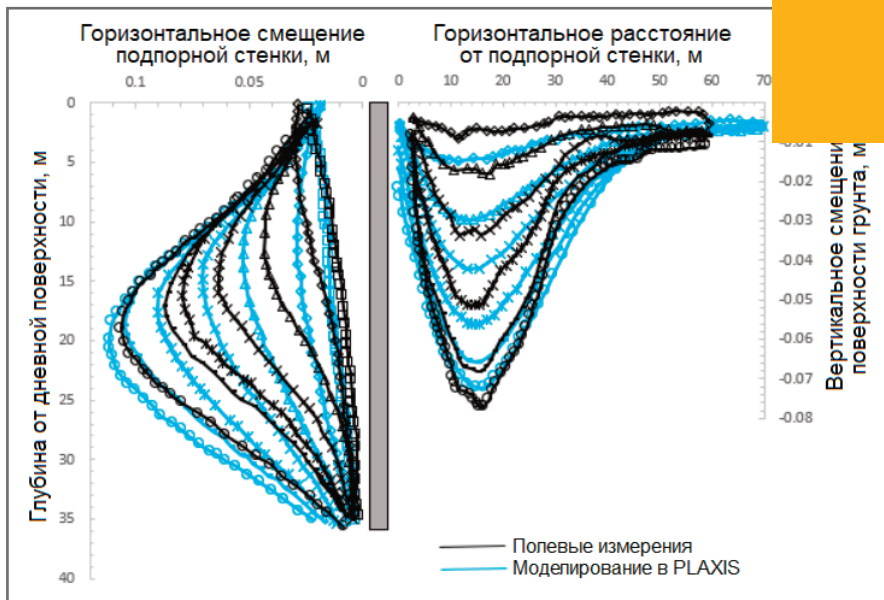 Горизонтальное смещение
подпорной стенки, м
Горизонтальное расстояние
от подпорной стенки, м
0.1 0.05 0
0 10 20 30 40 50 60 70
Глубина от дневной поверхности, м
0
5
10
15
20
25
30
35
40
-0.01
-0.02
-0.03
-0.04
-0.05
-0.06
-0.07
-0.08
Вертикальное смещени
поверхности грунта, м
Полевые измерения
Моделирование в PLAXIS